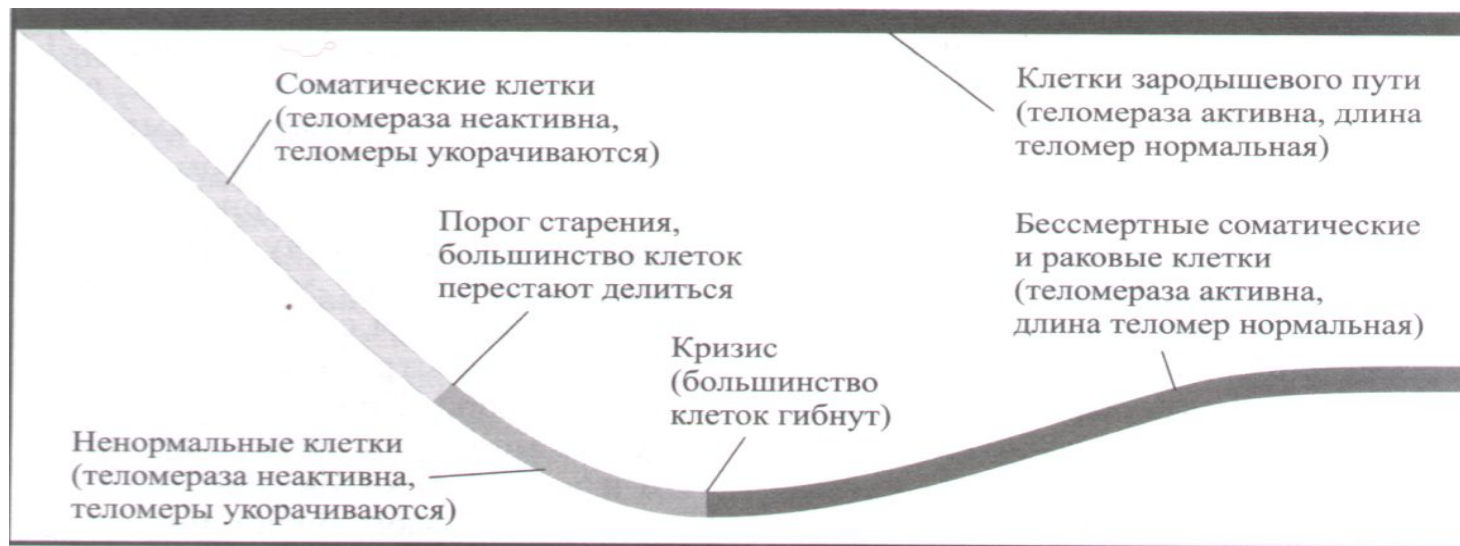 Соматические клетки
(теломераза неактивна,
теломеры укорачиваются)
Клетки зародышевого пути
(теломераза активна, длина
теломер нормальная)
Порог старения,
большинство клеток
перестают делиться
Бессмертные соматические
и раковые клетки
(теломераза активна,
длина теломер нормальная)
Кризис
(большинство
клеток гибнут)
Ненормальные клетки
(теломераза неактивна,
теломеры укорачиваются)